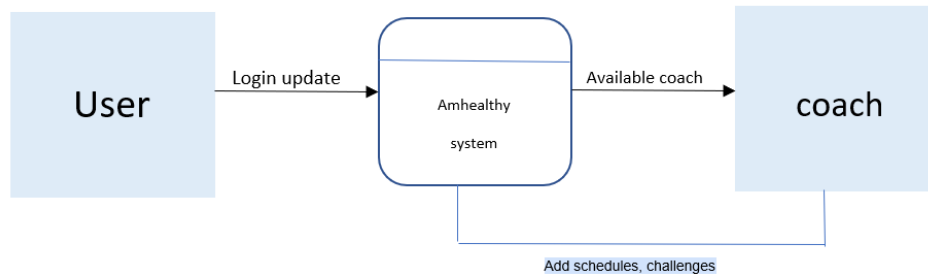 User
Login update
Amhealthy
system
Available coach
coach
Add schedules, challenges